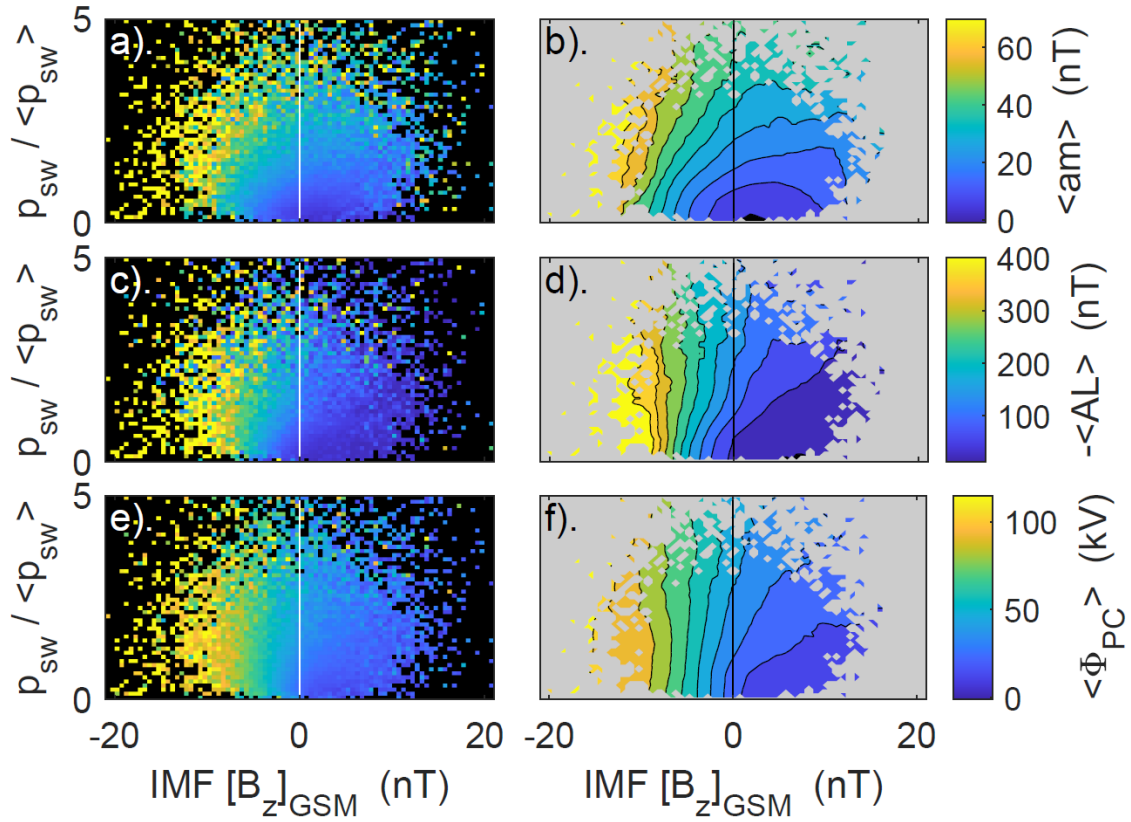 5
a).
b).
0
p_sw / <p_sw>
60
40
20
0
<am> (nT)
5
c).
d).
0
p_sw / <p_sw>
400
300
200
100
-<AL> (nT)
5
e).
f).
0
p_sw / <p_sw>
100
50
0
<Φ_PC> (kV)
-20 0 20
-20 0 20
IMF [B_z]_GSM (nT)
IMF [B_z]_GSM (nT)